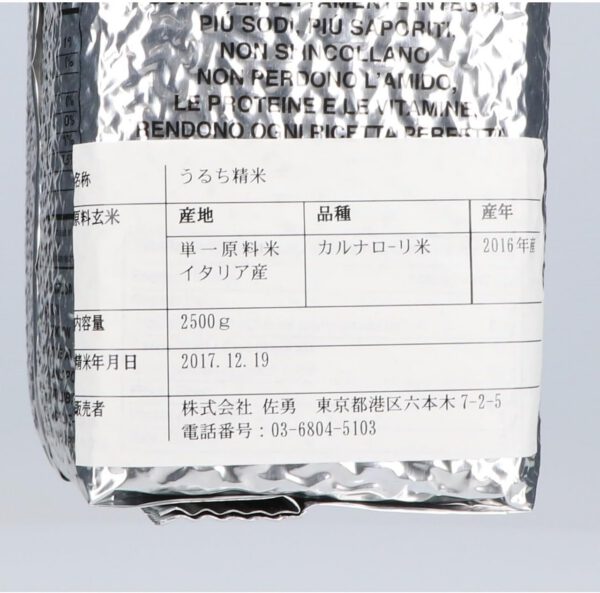 PIÙ SODI, PIÙ SAPORITI,
NON SI INCOLLANO
NON PERDONO L'AMIDO,
LE PROTEINE E LE VITAMINE.
RENDONO OGNI RICETTA PERFETTA
名称 うるち精米
原料玄米 産地 品種 産年
単一原料米 カルナロ-リ米 2016年産
イタリア産
内容量 2500g
精米年月日 2017.12.19
販売者 株式会社 佐勇 東京都港区六本木7-2-5
電話番号:03-6804-5103